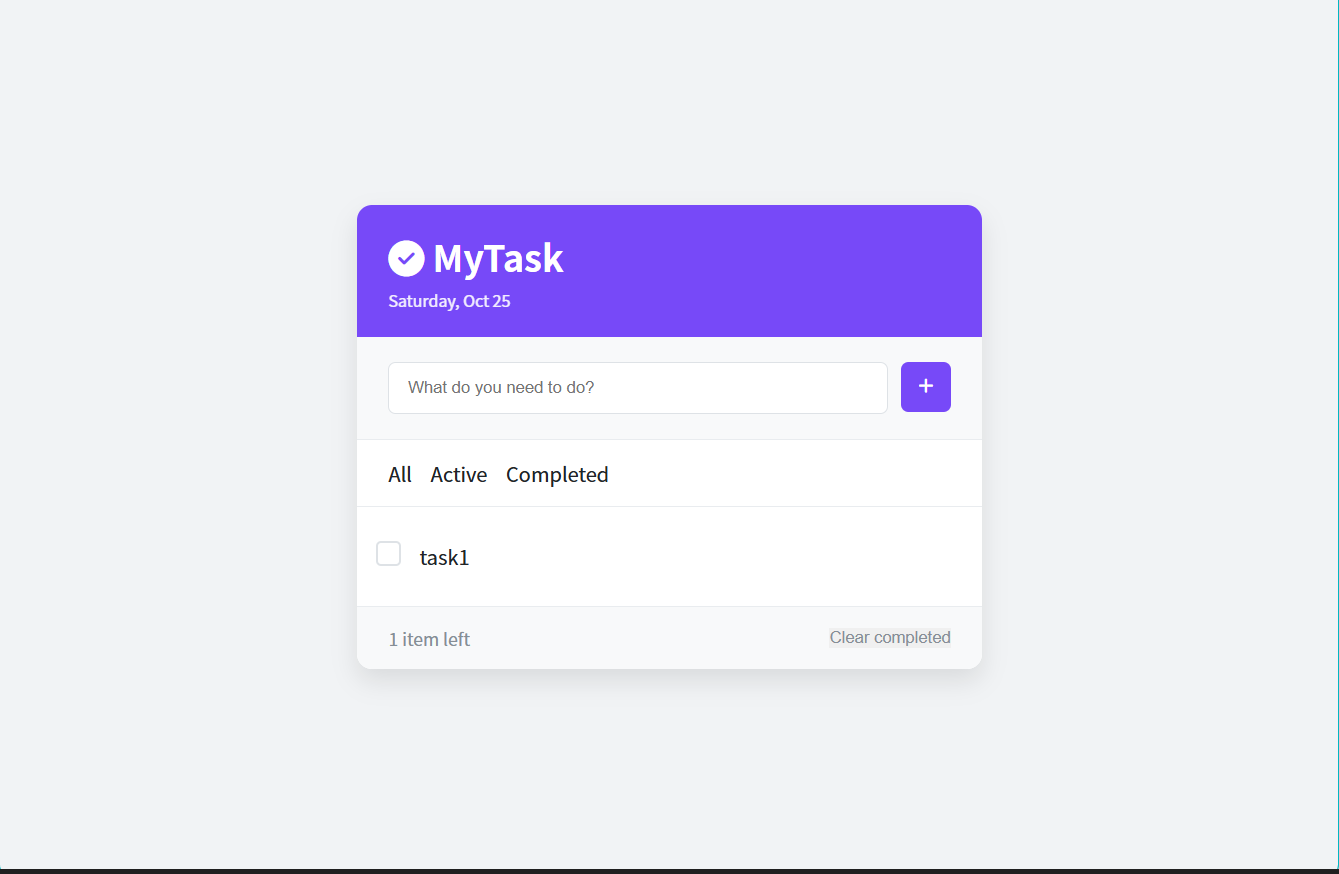 MyTask
Saturday, Oct 25
What do you need to do?
+
All Active Completed
task1
1 item left Clear completed